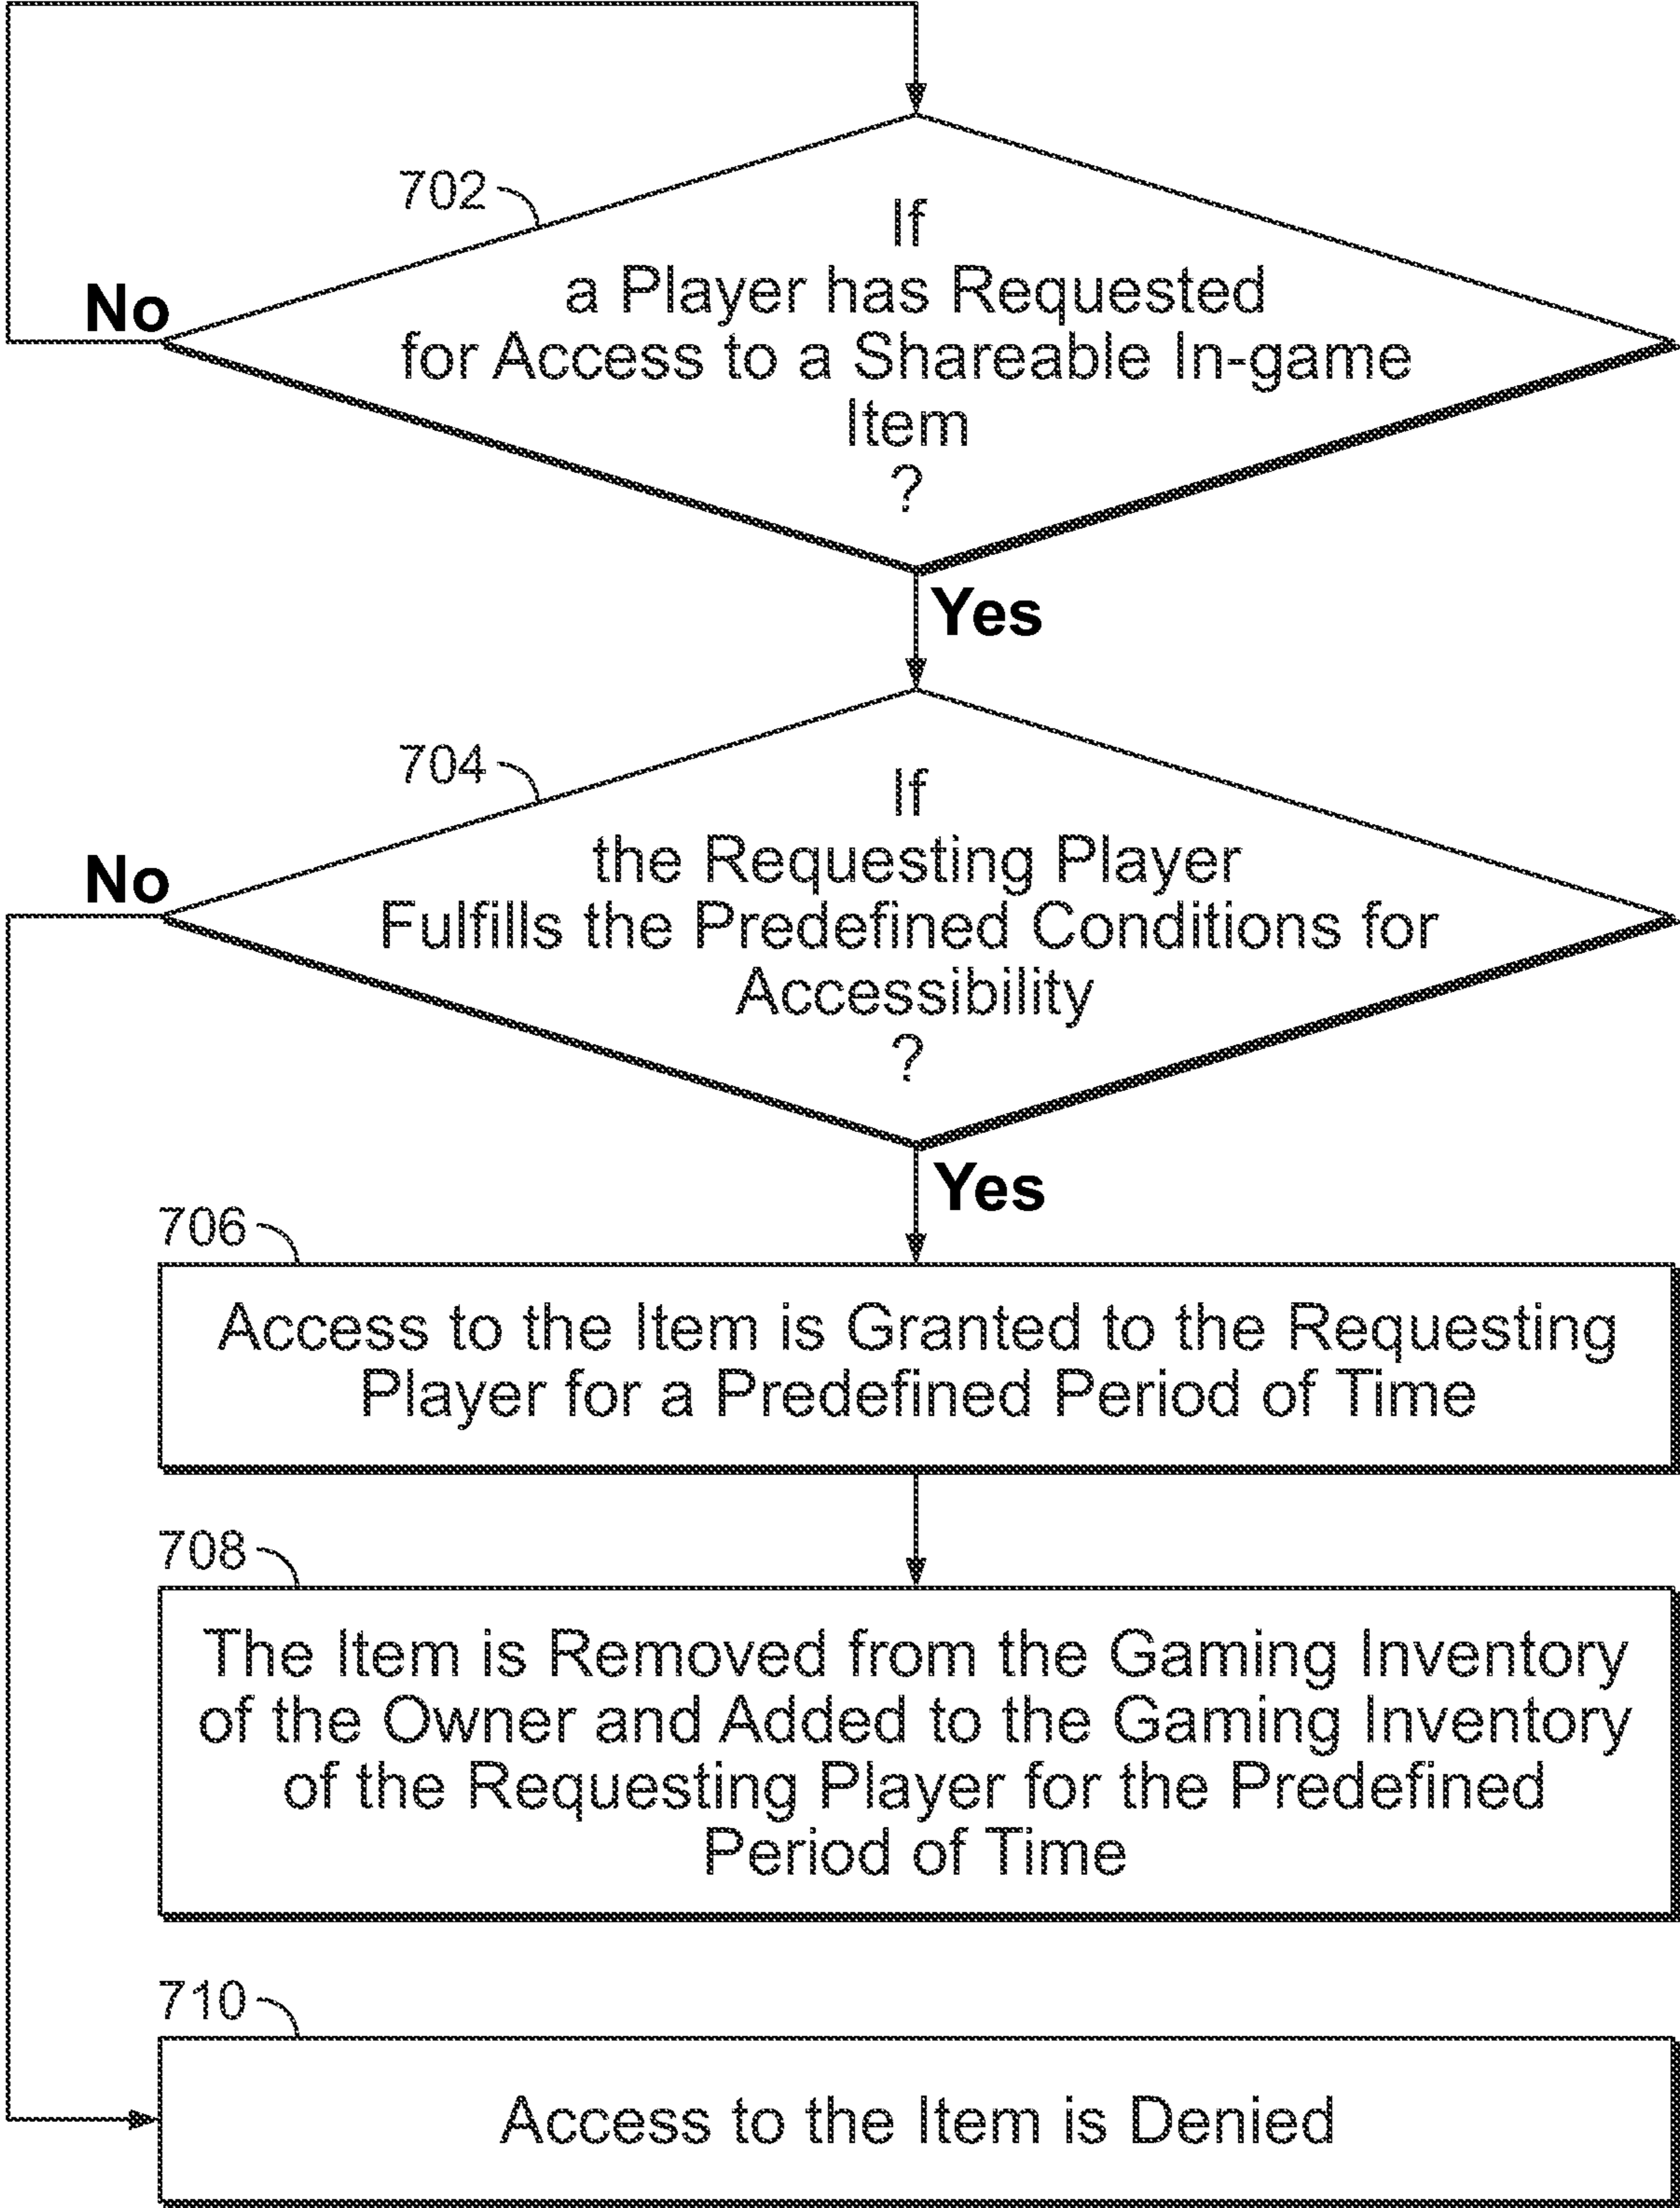 702
If
a Player has Requested
for Access to a Shareable In-game
Item
?
No
Yes
704
If
the Requesting Player
Fulfills the Predefined Conditions for
Accessibility
?
No
Yes
706
Access to the Item is Granted to the Requesting
Player for a Predefined Period of Time
708
The Item is Removed from the Gaming Inventory
of the Owner and Added to the Gaming Inventory
of the Requesting Player for the Predefined
Period of Time
710
Access to the Item is Denied